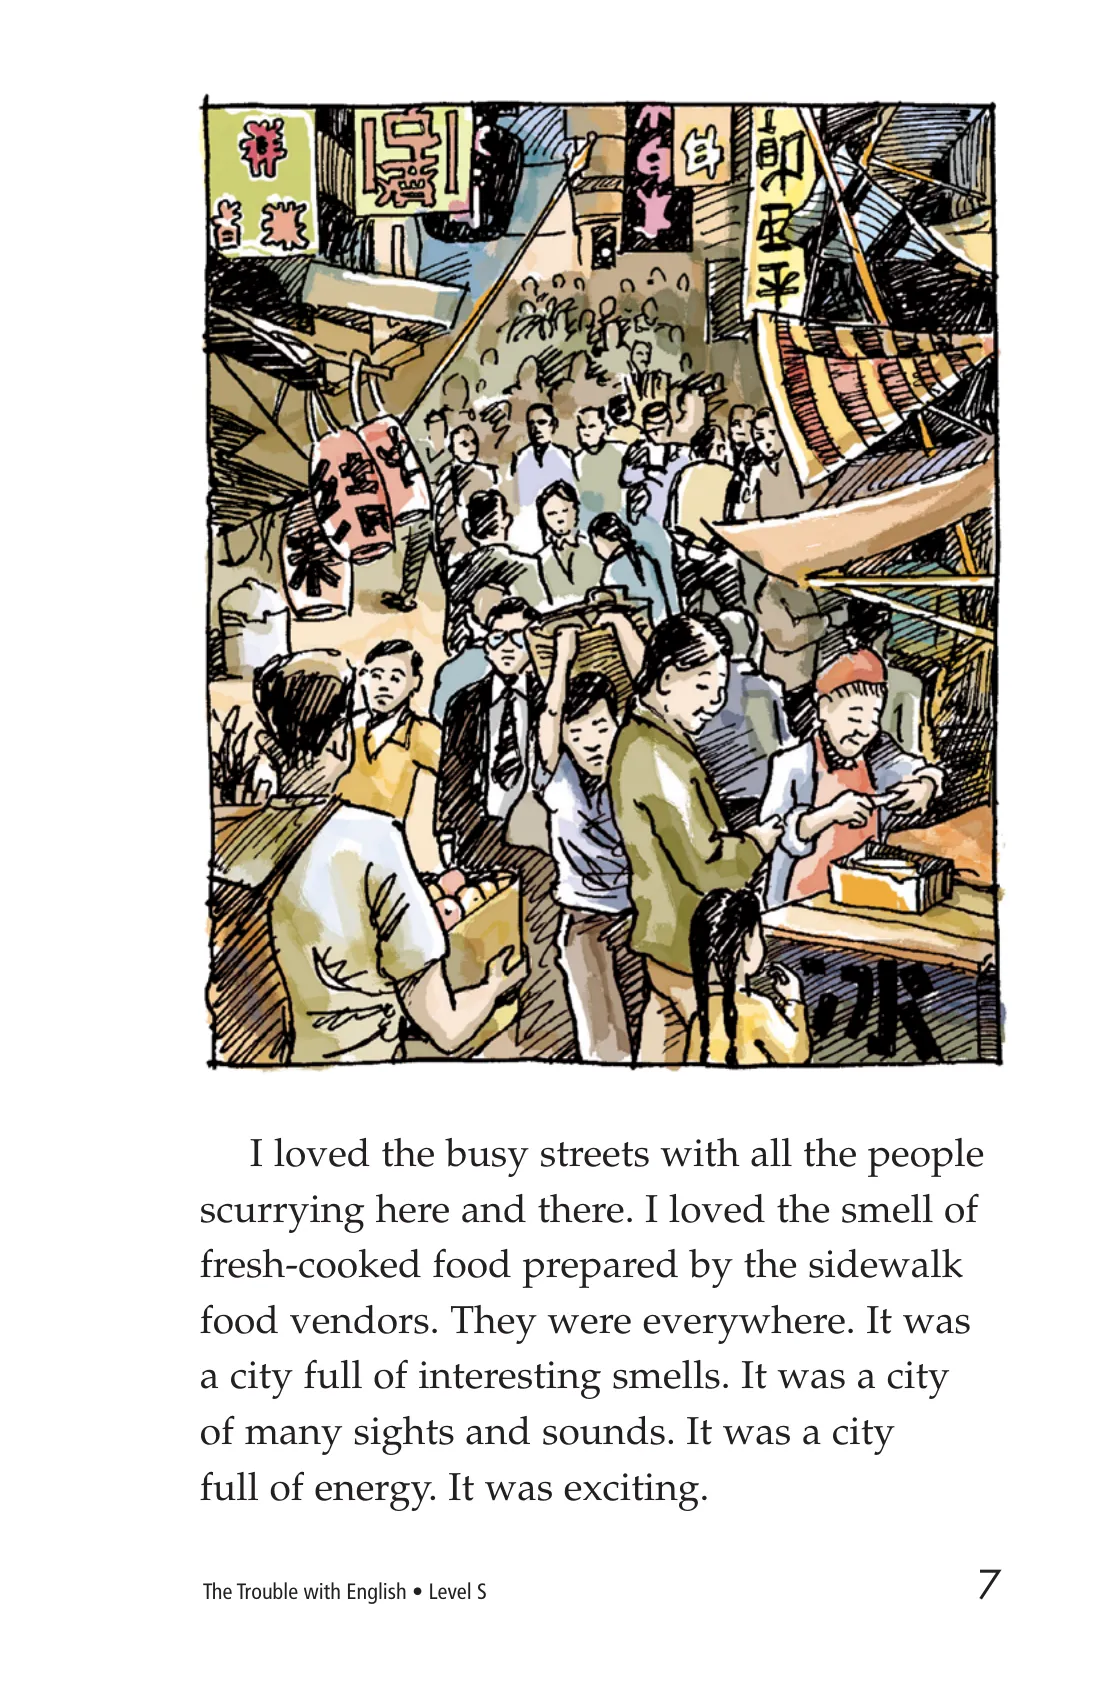 郎
平
水
I loved the busy streets with all the people
scurrying here and there. I loved the smell of
fresh-cooked food prepared by the sidewalk
food vendors. They were everywhere. It was
a city full of interesting smells. It was a city
of many sights and sounds. It was a city
full of energy. It was exciting.
The Trouble with English • Level S
7